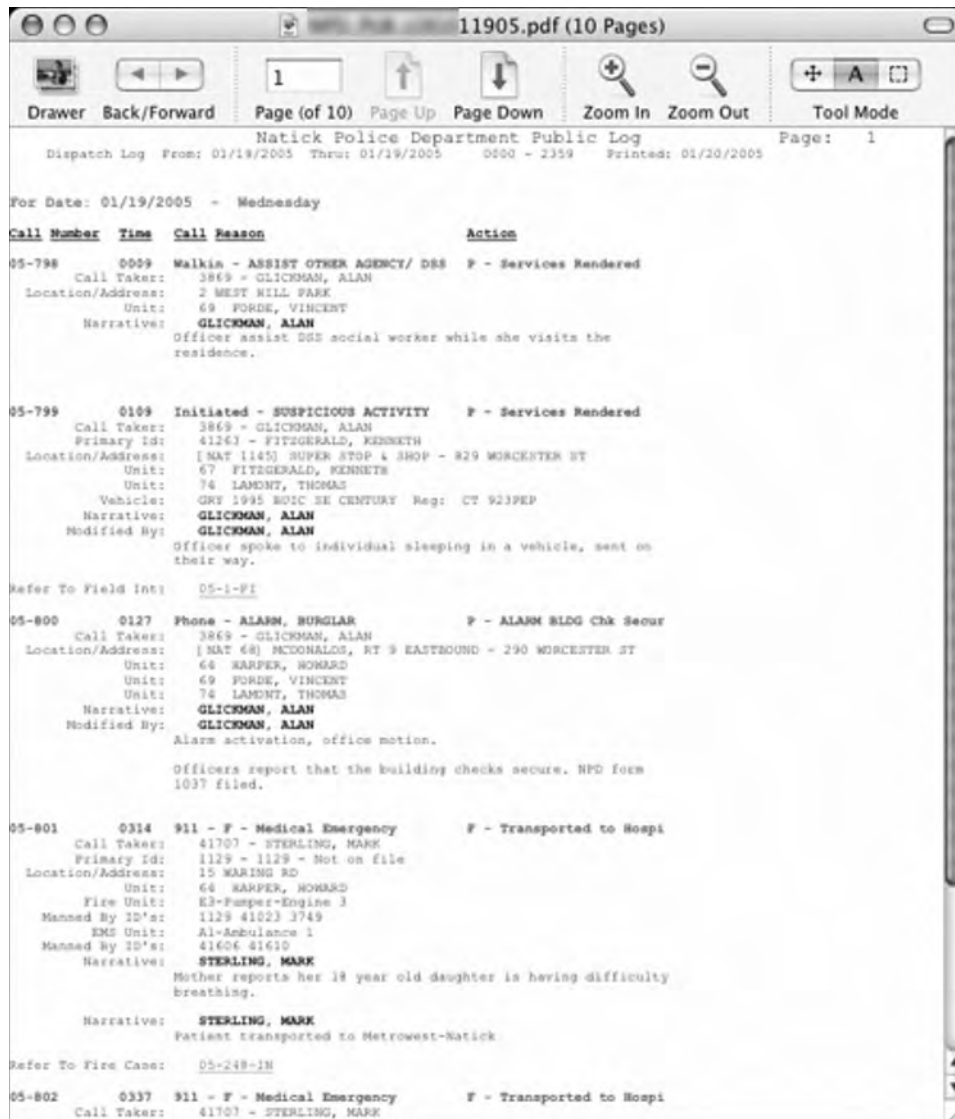 11905.pdf (10 Pages)
Drawer Back/Forward 1 Page (of 10) Page Up Page Down Zoom In Zoom Out A Tool Mode
Natick Police Department Public Log Page: 1
Dispatch Log From: 01/19/2005 Thru: 01/19/2005 0000 - 2359 Printed: 01/20/2005
For Date: 01/19/2005 - Wednesday
Call Number Time Call Reason Action
05-798 0009 Walkin - ASSIST OTHER AGENCY/ DSS P - Services Rendered
Call Taker: 3869 - GLICKMAN, ALAN
Location/Address: 2 WEST HILL PARK
Unit: 69 FORDE, VINCENT
Narrative: GLICKMAN, ALAN
Officer assist DSS social worker while she visits the
residence.
05-799 0109 Initiated - SUSPICIOUS ACTIVITY P - Services Rendered
Call Taker: 3869 - GLICKMAN, ALAN
Primary Id: 41263 - FITZGERALD, KENNETH
Location/Address: [NAT 1145] SUPER STOP & SHOP - 829 WORCESTER ST
Unit: 67 FITZGERALD, KENNETH
Unit: 74 LAMONT, THOMAS
Vehicle: GRY 1995 BUIC SE CENTURY Reg: CT 923PEP
Narrative: GLICKMAN, ALAN
Modified By: GLICKMAN, ALAN
Officer spoke to individual sleeping in a vehicle, sent on
their way.
Refer To Field Int: 05-1-FI
05-800 0127 Phone - ALARM, BURGLAR P - ALARM BLDG Chk Secur
Call Taker: 3869 - GLICKMAN, ALAN
Location/Address: [NAT 68] MCDONALDS, RT 9 EASTBOUND - 290 WORCESTER ST
Unit: 64 HARPER, HOWARD
Unit: 69 FORDE, VINCENT
Unit: 74 LAMONT, THOMAS
Narrative: GLICKMAN, ALAN
Modified By: GLICKMAN, ALAN
Alarm activation, office motion.
Officers report that the building checks secure. NPD form
1037 filed.
05-801 0314 911 - F - Medical Emergency F - Transported to Hospi
Call Taker: 41707 - STERLING, MARK
Primary Id: 1129 - 1129 - Not on file
Location/Address: 15 WARING RD
Unit: 64 HARPER, HOWARD
Fire Unit: E3-Pumper-Engine 3
Manned By ID's: 1129 41023 3749
EMS Unit: A1-Ambulance 1
Manned By ID's: 41606 41610
Narrative: STERLING, MARK
Mother reports her 18 year old daughter is having difficulty
breathing.
Narrative: STERLING, MARK
Patient transported to Metrowest-Natick
Refer To Fire Case: 05-248-IN
05-802 0337 911 - F - Medical Emergency F - Transported to Hospi
Call Taker: 41707 - STERLING, MARK